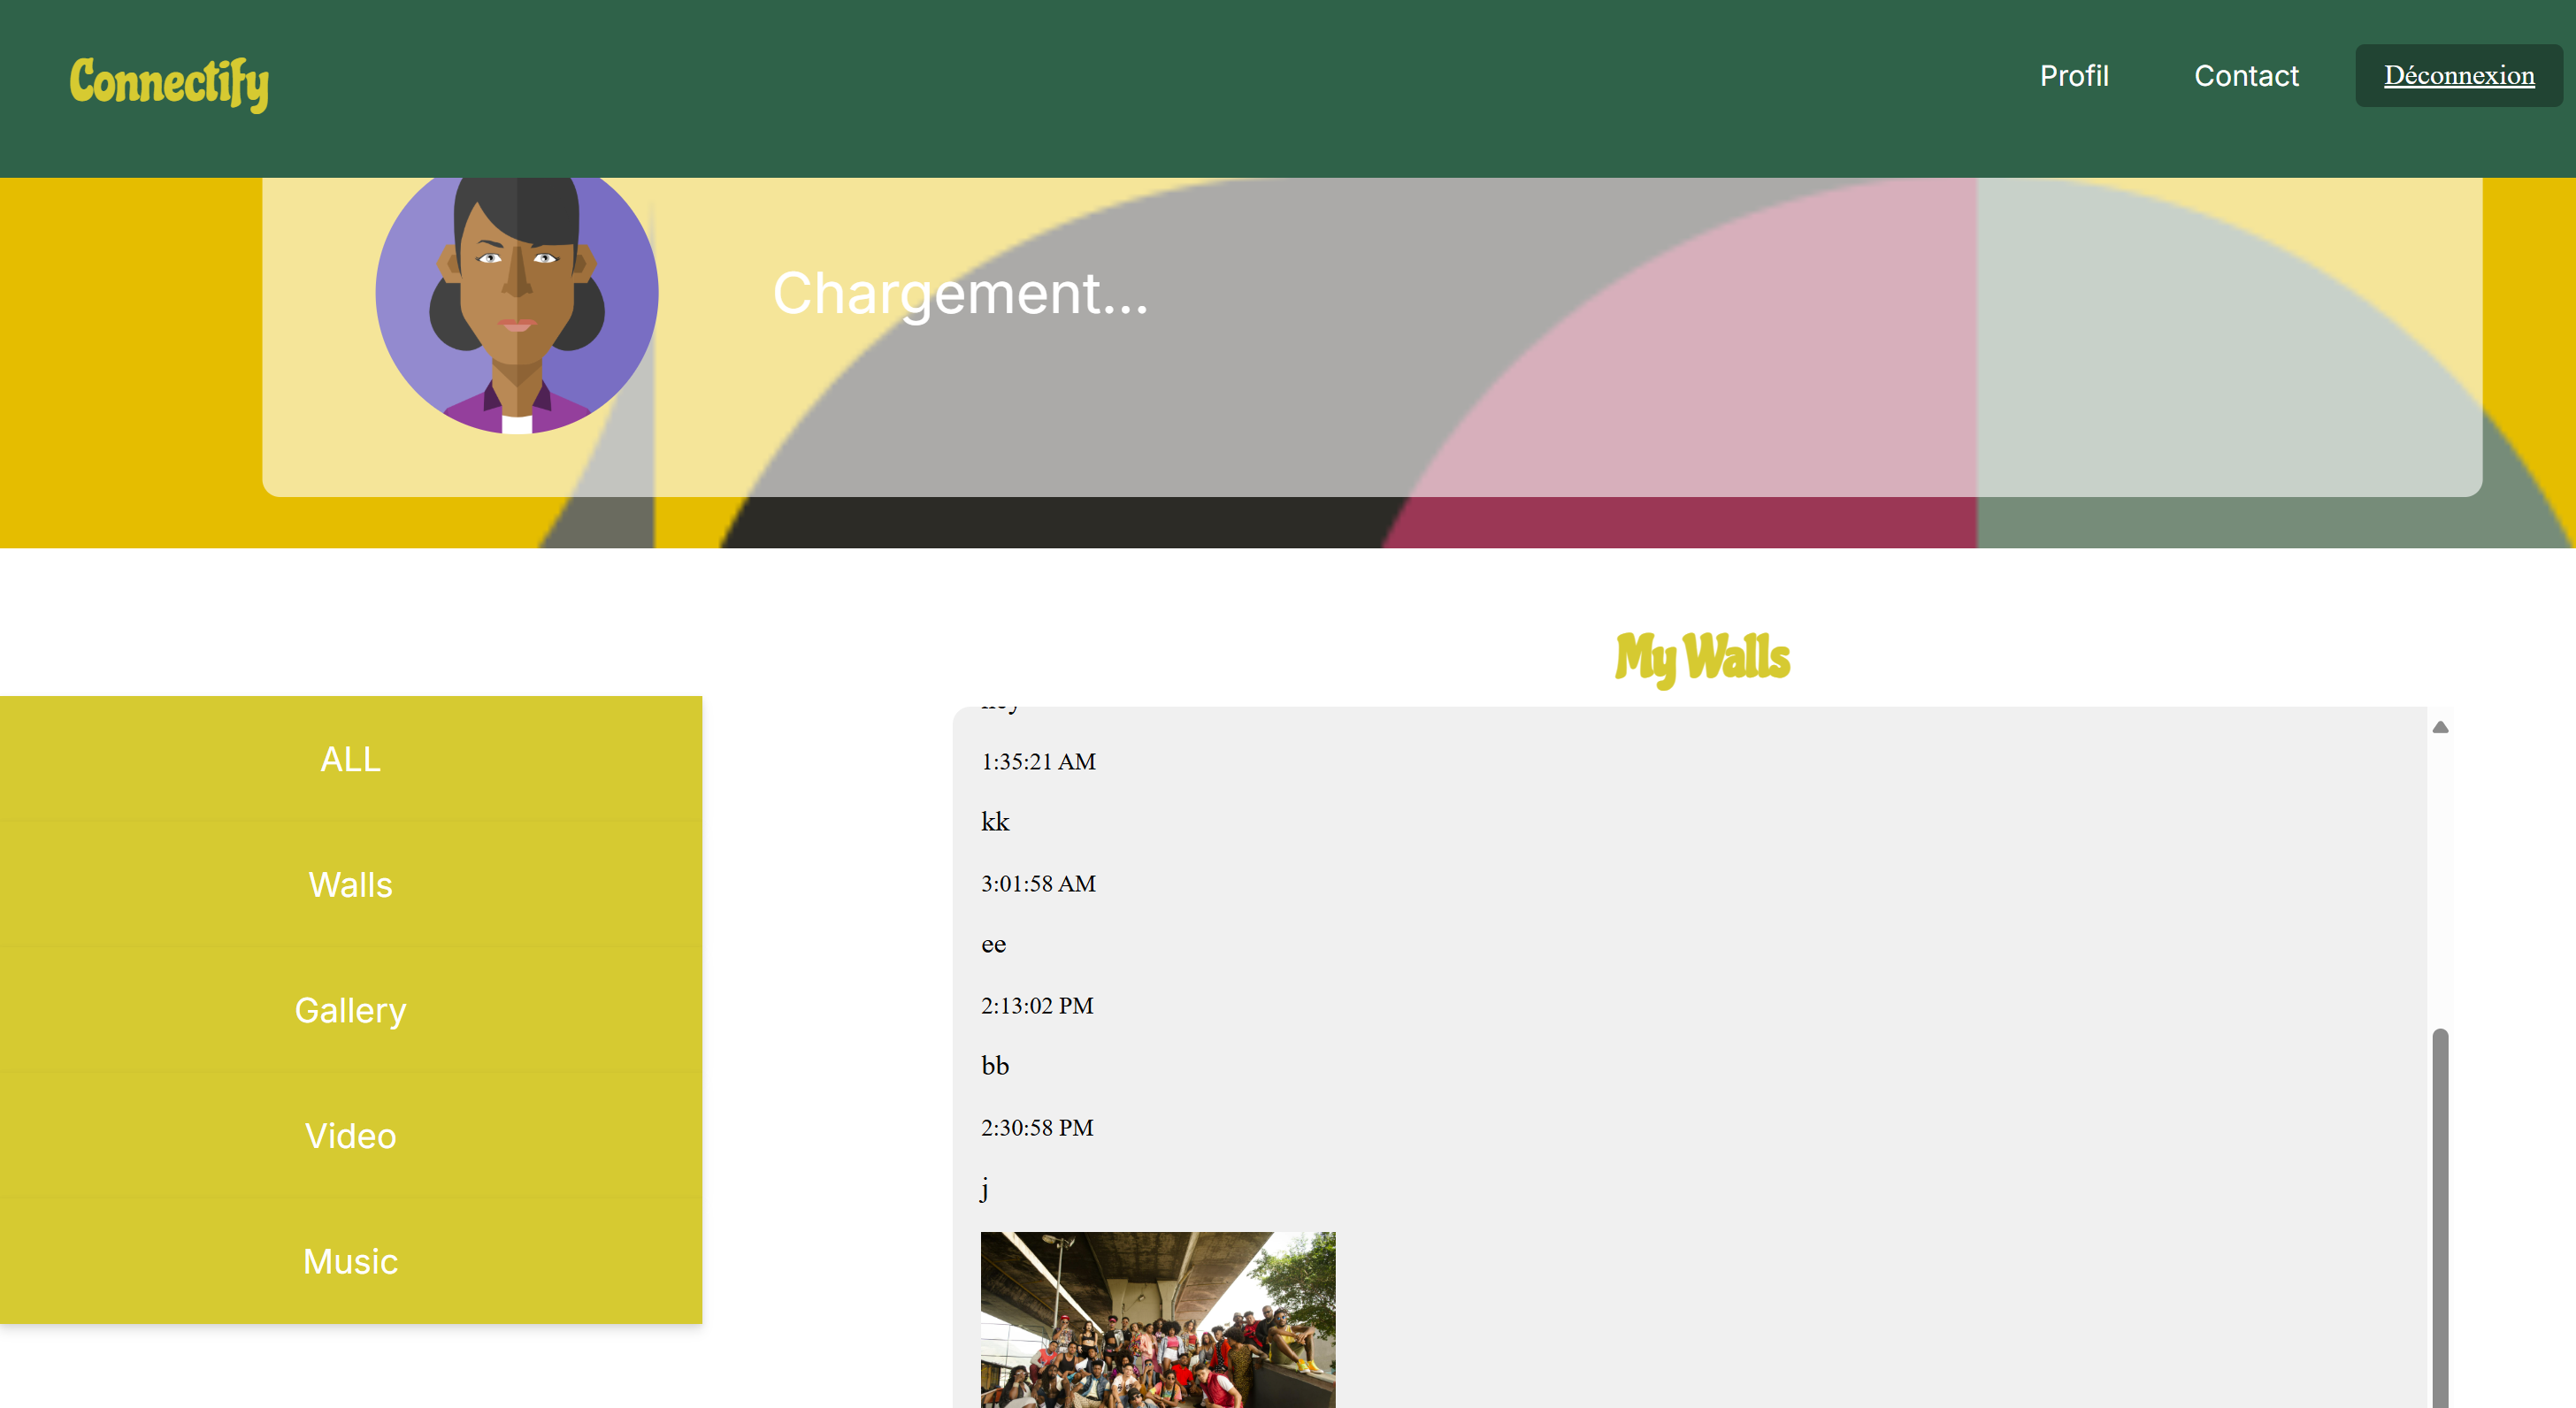 Connectify
Profil
Contact
Déconnexion
Chargement...
My Walls
ALL
Walls
Gallery
Video
Music
1:35:21 AM
kk
3:01:58 AM
ee
2:13:02 PM
bb
2:30:58 PM
j